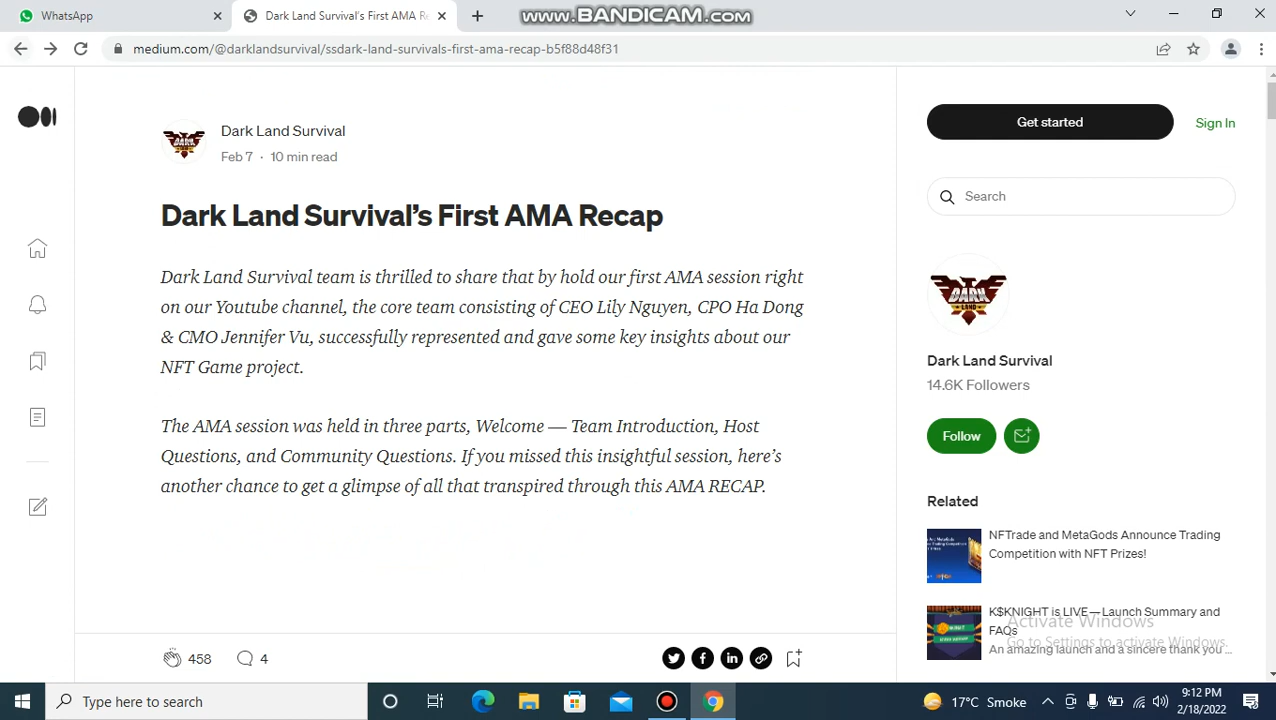 WhatsApp
Dark Land Survival's First AMA Re
www.BANDICAM.com
medium.com/@darklandsurvival/ssdark-land-survivals-first-ama-recap-b5f88d48f31
Dark Land Survival
Feb 7 · 10 min read
Dark Land Survival's First AMA Recap
Dark Land Survival team is thrilled to share that by hold our first AMA session right
on our Youtube channel, the core team consisting of CEO Lily Nguyen, CPO Ha Dong
& CMO Jennifer Vu, successfully represented and gave some key insights about our
NFT Game project.
The AMA session was held in three parts, Welcome — Team Introduction, Host
Questions, and Community Questions. If you missed this insightful session, here's
another chance to get a glimpse of all that transpired through this AMA RECAP.
458
4
Get started
Sign In
Search
DARK
LAND
Dark Land Survival
14.6K Followers
Follow
Related
NFTrade and MetaGods Announce Trading
Competition with NFT Prizes!
K$KNIGHT is LIVE — Launch Summary and
FAQs
An amazing launch and a sincere thank you ...
Activate Windows
Go to Settings to activate Windows.
Type here to search
17°C Smoke
9:12 PM
2/18/2022